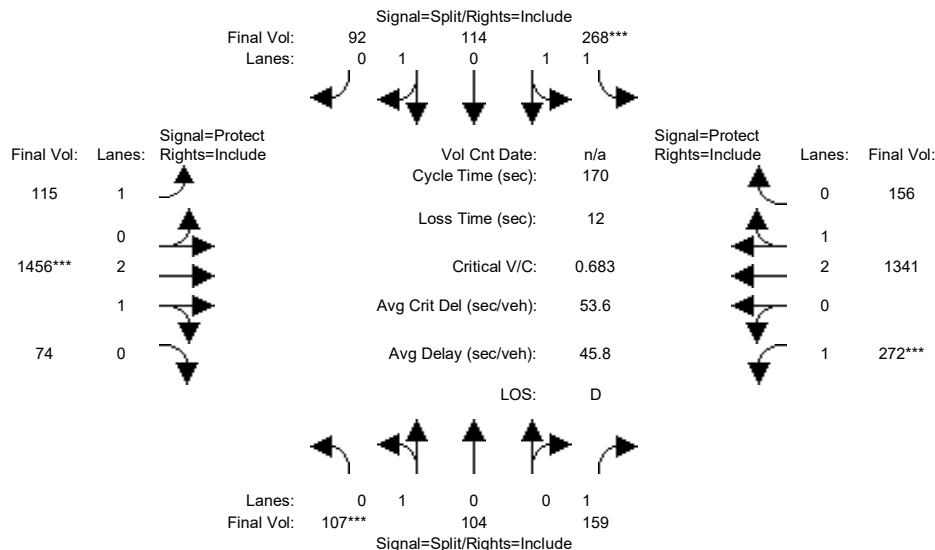 Signal=Split/Rights=Include
Final Vol: 92 114 268***
Lanes: 0 1 0 1 1
Signal=Protect Signal=Protect
Final Vol: Lanes: Rights=Include Vol Cnt Date: n/a Rights=Include Lanes: Final Vol:
Cycle Time (sec): 170
115 1 0 156
Loss Time (sec): 12
0 1
1456*** 2 Critical V/C: 0.683 2 1341
1 Avg Crit Del (sec/veh): 53.6 0
74 0 Avg Delay (sec/veh): 45.8 1 272***
LOS: D
Lanes: 0 1 0 0 1
Final Vol: 107*** 104 159
Signal=Split/Rights=Include